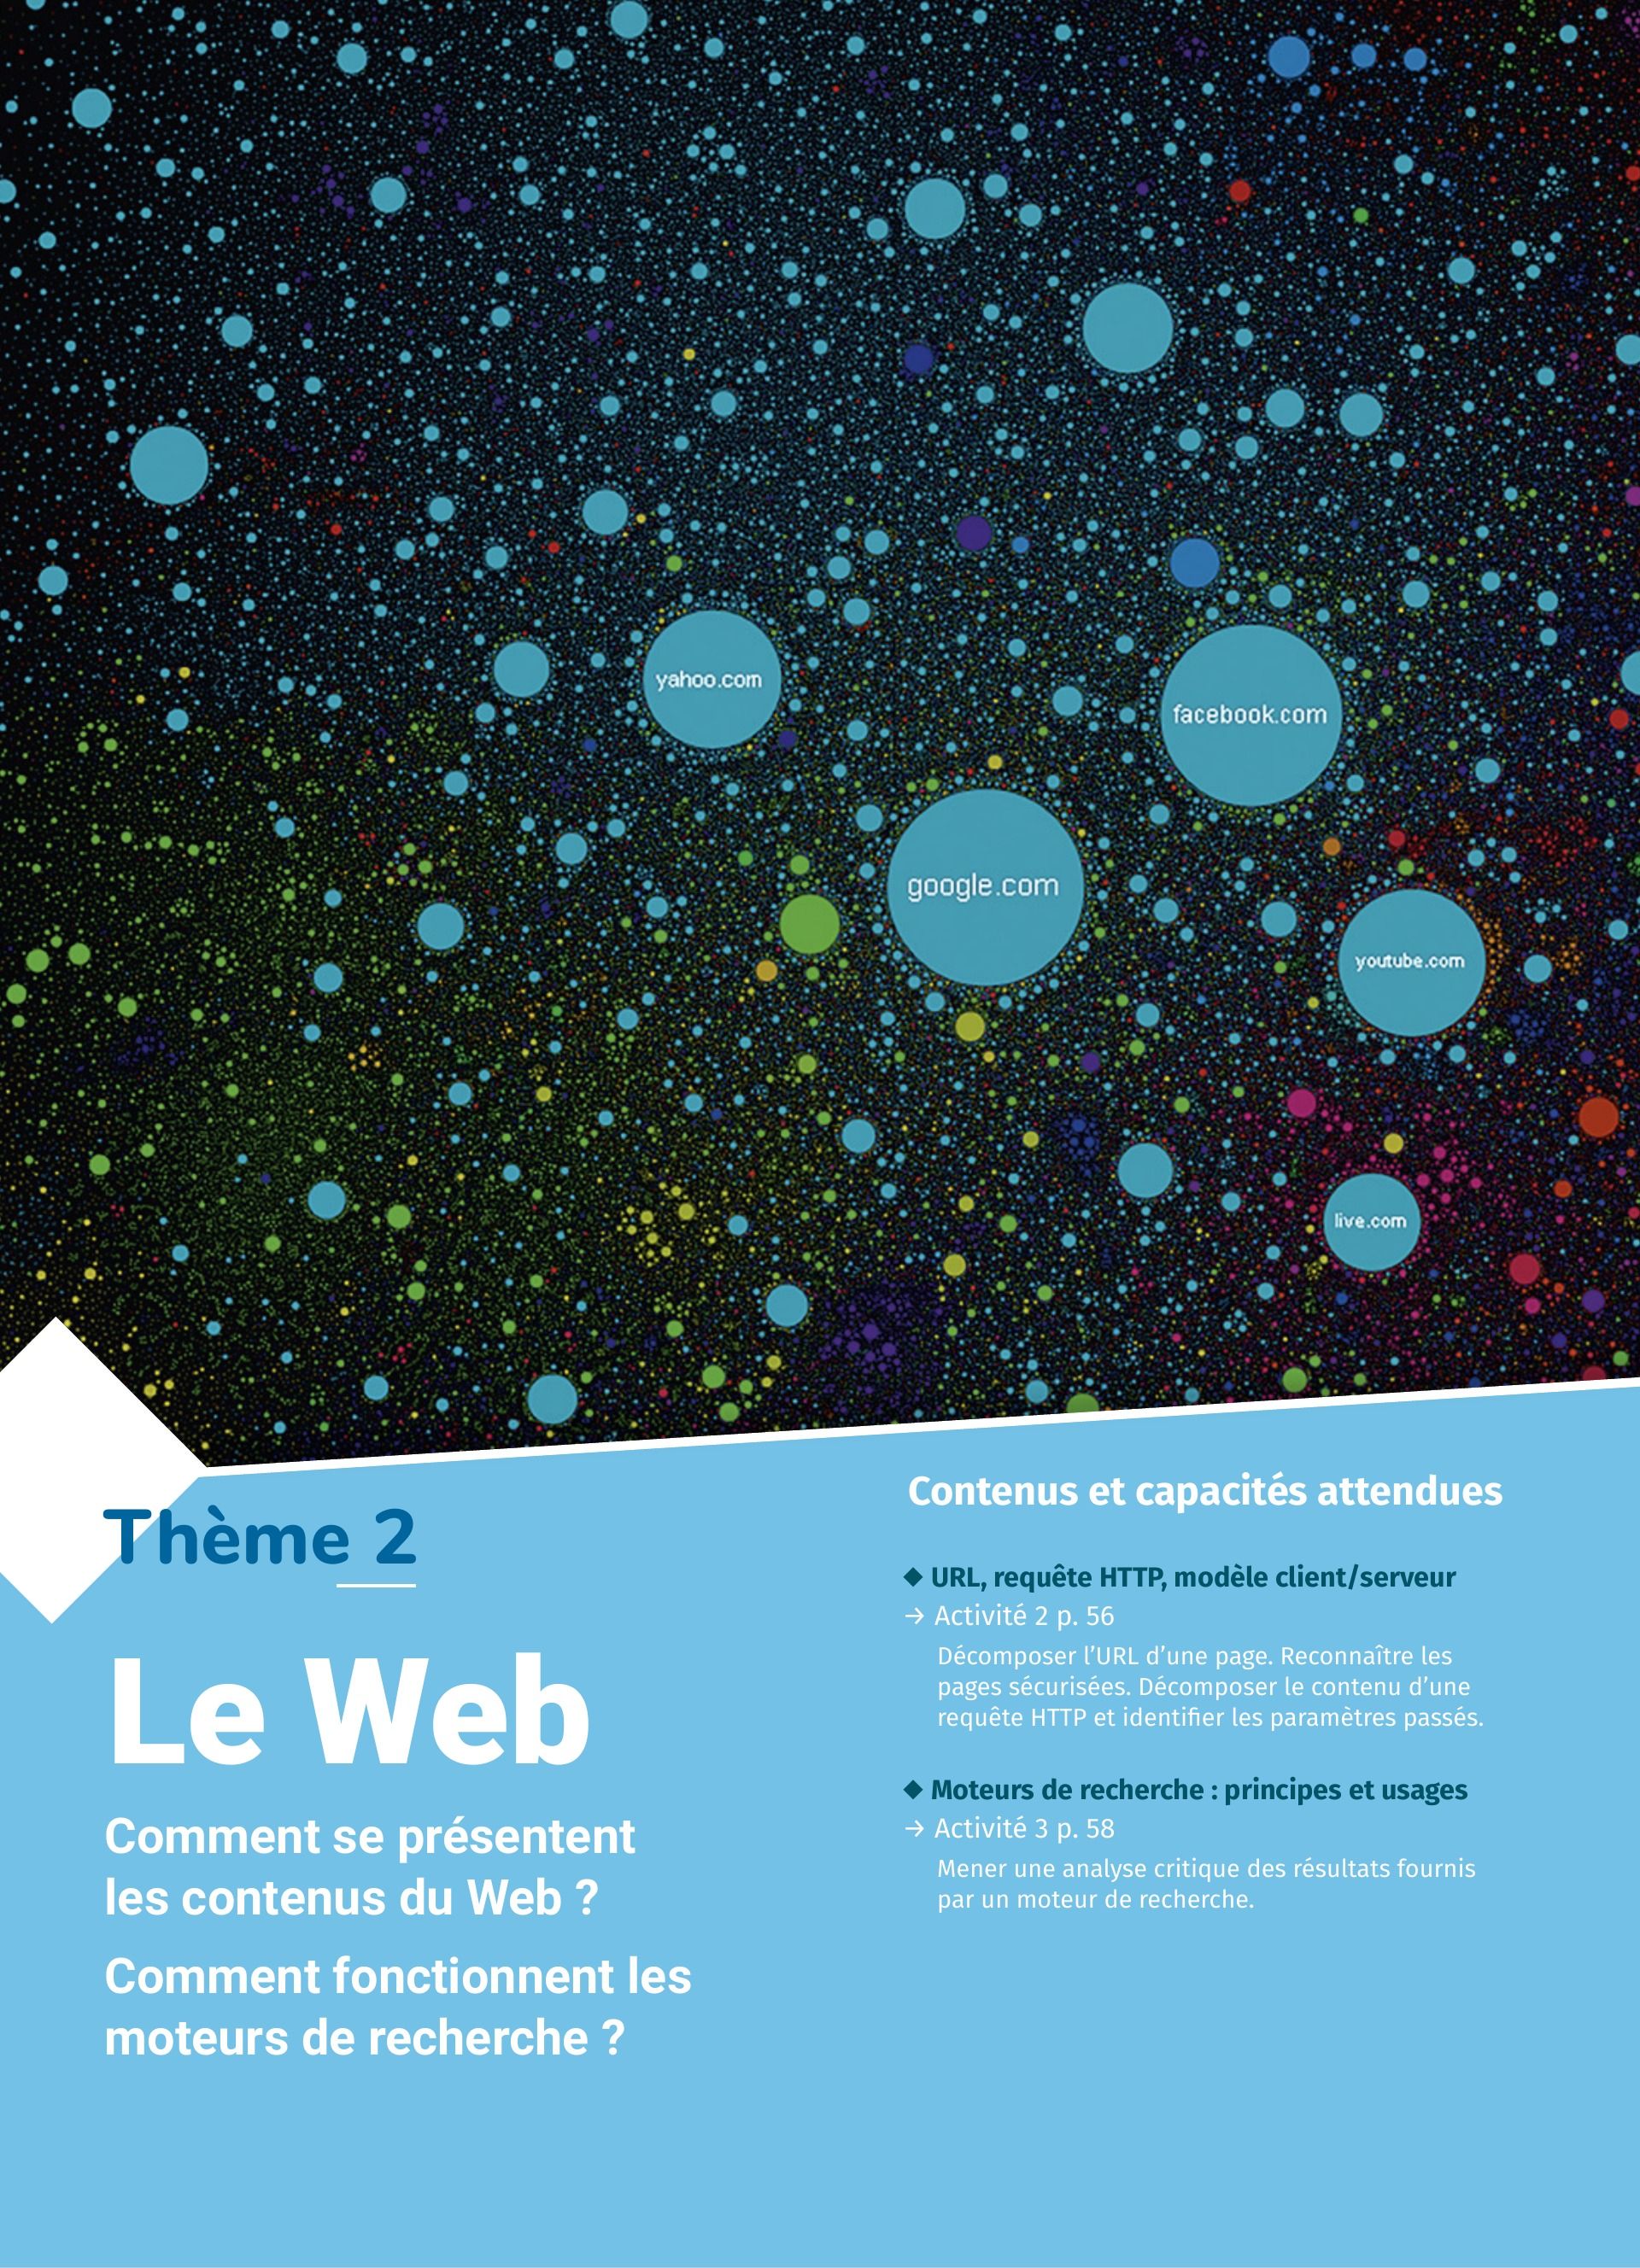 yahoo.com
facebook.com
google.com
youtube.com
live.com
Thème 2
Le Web
Comment se présentent
les contenus du Web ?
Comment fonctionnent les
moteurs de recherche ?
Contenus et capacités attendues
◆ URL, requête HTTP, modèle client/serveur
→ Activité 2 p. 56
Décomposer l’URL d’une page. Reconnaître les
pages sécurisées. Décomposer le contenu d’une
requête HTTP et identifier les paramètres passés.
◆ Moteurs de recherche : principes et usages
→ Activité 3 p. 58
Mener une analyse critique des résultats fournis
par un moteur de recherche.